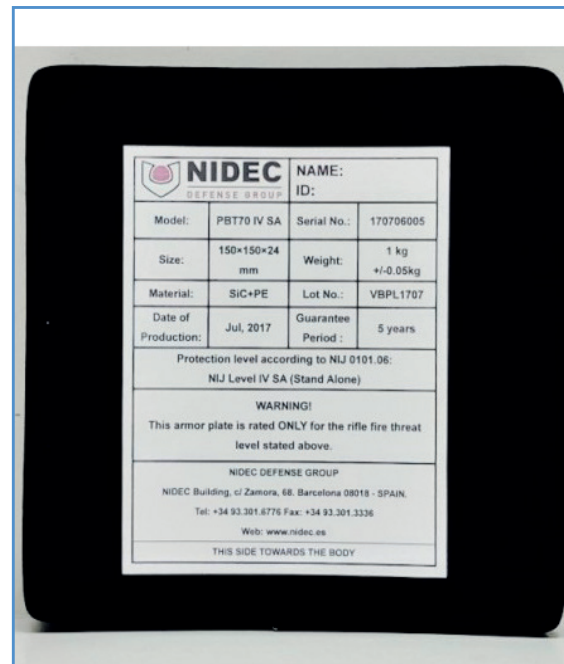 NIDEC
DEFENSE GROUP
NAME:
ID:
Model: PBT70 IV SA Serial No.: 170706005
Size: 150×150×24 mm Weight: 1 kg +/-0.05kg
Material: SiC+PE Lot No.: VBPL1707
Date of Production: Jul, 2017 Guarantee Period : 5 years
Protection level according to NIJ 0101.06:
NIJ Level IV SA (Stand Alone)
WARNING!
This armor plate is rated ONLY for the rifle fire threat
level stated above.
NIDEC DEFENSE GROUP
NIDEC Building, c/ Zamora, 68. Barcelona 08018 - SPAIN.
Tel: +34 93.301.6776 Fax: +34 93.301.3336
Web: www.nidec.es
THIS SIDE TOWARDS THE BODY